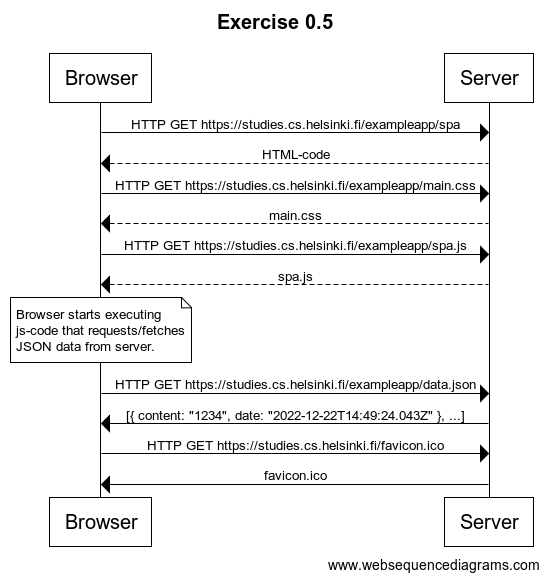 Exercise 0.5
Browser
Server
HTTP GET https://studies.cs.helsinki.fi/exampleapp/spa
HTML-code
HTTP GET https://studies.cs.helsinki.fi/exampleapp/main.css
main.css
HTTP GET https://studies.cs.helsinki.fi/exampleapp/spa.js
spa.js
Browser starts executing
js-code that requests/fetches
JSON data from server.
HTTP GET https://studies.cs.helsinki.fi/exampleapp/data.json
[{ content: "1234", date: "2022-12-22T14:49:24.043Z" }, ...]
HTTP GET https://studies.cs.helsinki.fi/favicon.ico
favicon.ico
Browser
Server
www.websequencediagrams.com